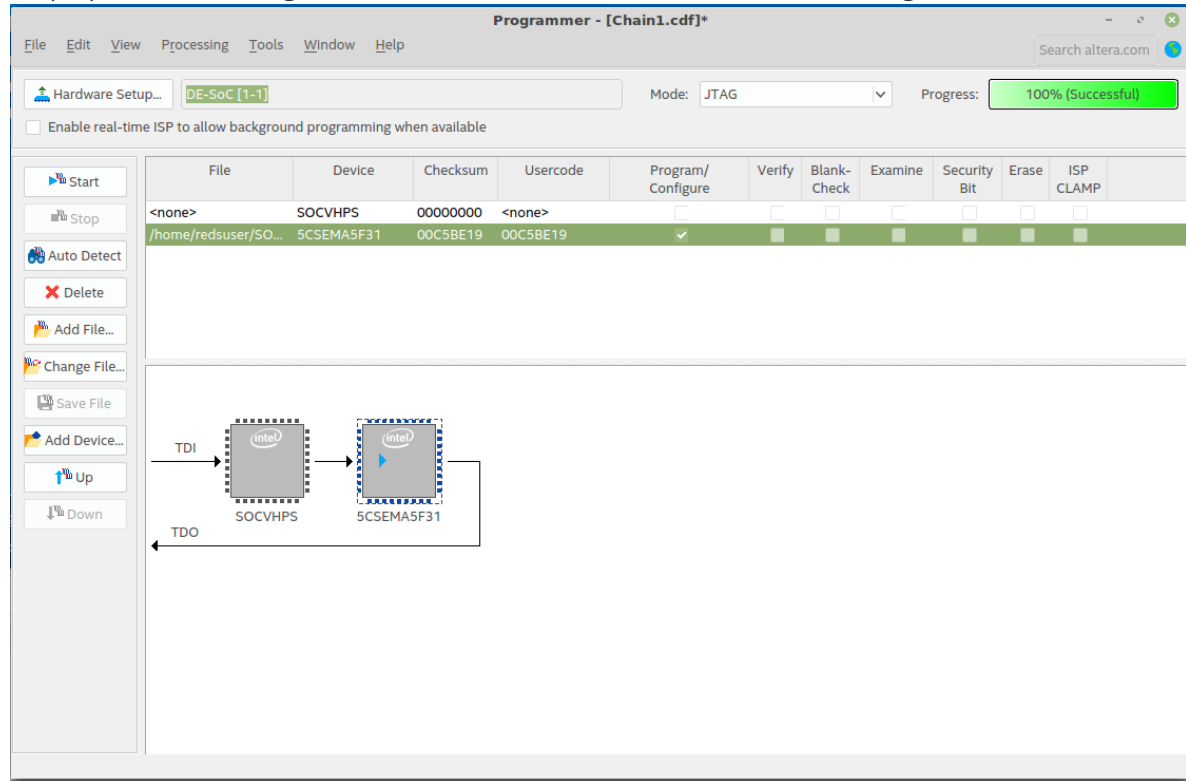 Programmer - [Chain1.cdf]*
File Edit View Processing Tools Window Help
Search altera.com
Hardware Setup... DE-SoC [1-1] Mode: JTAG Progress: 100% (Successful)
Enable real-time ISP to allow background programming when available
Start
Stop
Auto Detect
Delete
Add File...
Change File...
Save File
Add Device...
Up
Down
File Device Checksum Usercode Program/ Verify Blank- Examine Security Erase ISP
Configure Check Bit CLAMP
<none> SOCVHPS 00000000 <none>
/home/redsuser/SO... 5CSEMA5F31 00C5BE19 00C5BE19
intel intel
TDI
SOCVHPS 5CSEMA5F31
TDO